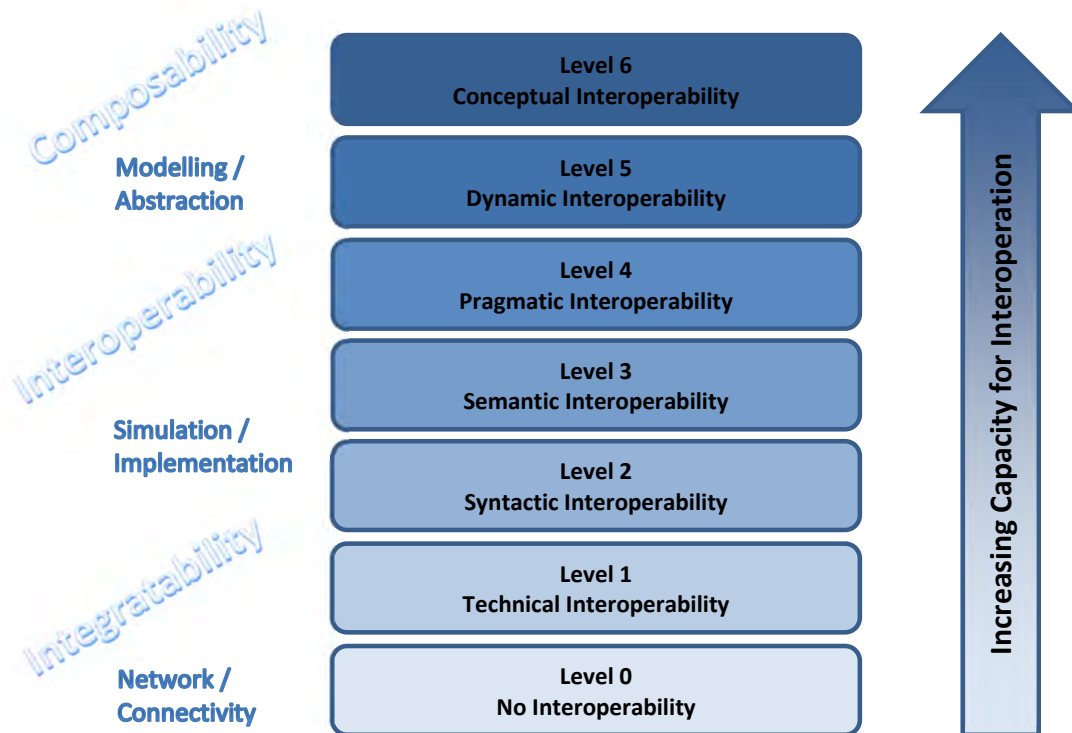 Composability
Level 6
Conceptual Interoperability
Modelling /
Abstraction
Level 5
Dynamic Interoperability
Interoperability
Level 4
Pragmatic Interoperability
Level 3
Semantic Interoperability
Simulation /
Implementation
Level 2
Syntactic Interoperability
Integratability
Level 1
Technical Interoperability
Network /
Connectivity
Level 0
No Interoperability
Increasing Capacity for Interoperation